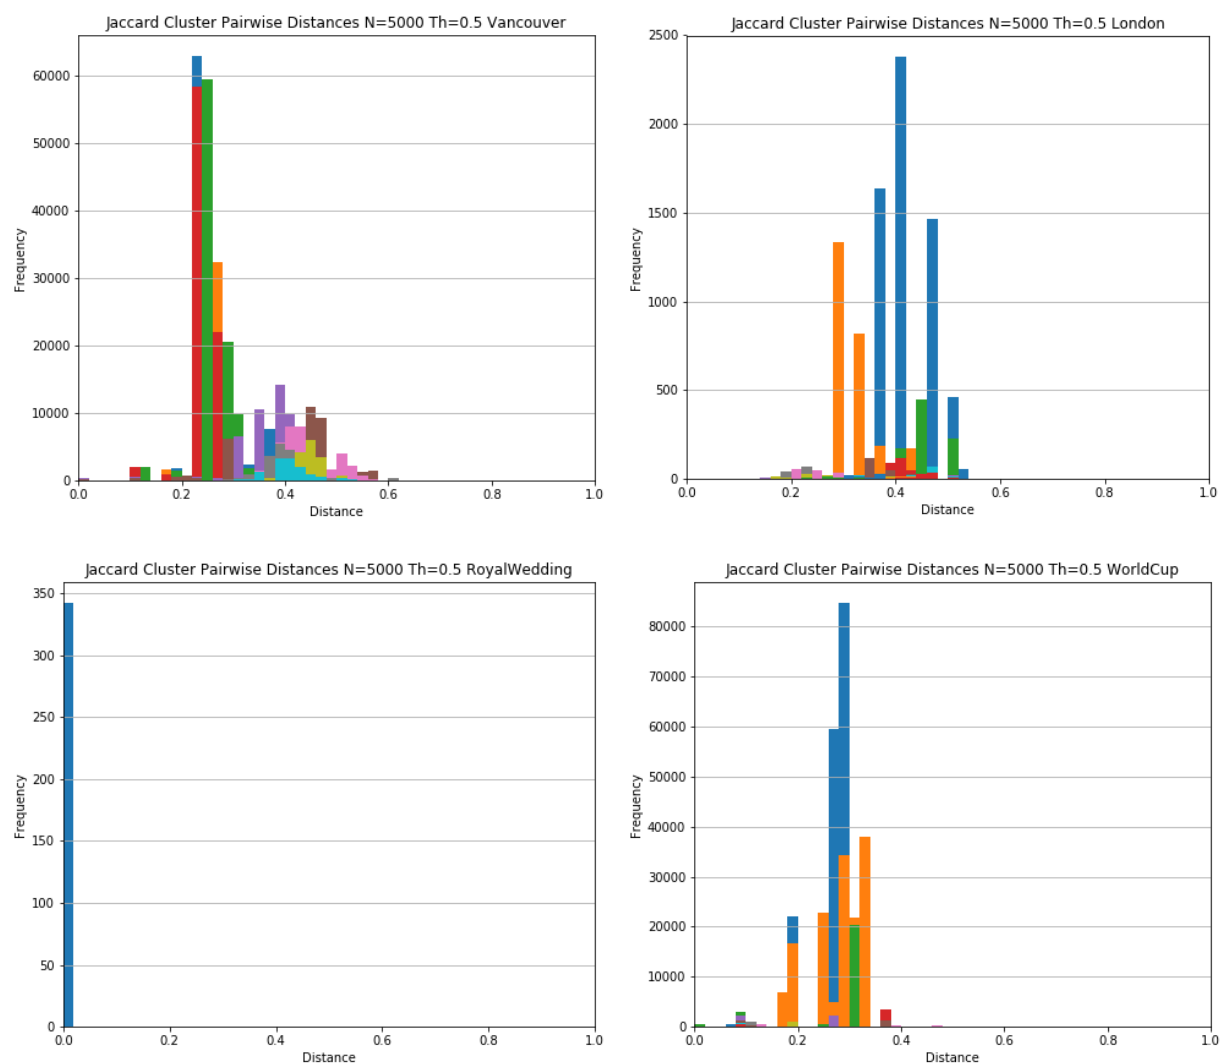 Jaccard Cluster Pairwise Distances N=5000 Th=0.5 Vancouver
60000
50000
40000
30000
20000
10000
0
Frequency
0.0 0.2 0.4 0.6 0.8 1.0
Distance
Jaccard Cluster Pairwise Distances N=5000 Th=0.5 London
2500
2000
1500
1000
500
0
Frequency
0.0 0.2 0.4 0.6 0.8 1.0
Distance
Jaccard Cluster Pairwise Distances N=5000 Th=0.5 RoyalWedding
350
300
250
200
150
100
50
0
Frequency
0.0 0.2 0.4 0.6 0.8 1.0
Distance
Jaccard Cluster Pairwise Distances N=5000 Th=0.5 WorldCup
80000
70000
60000
50000
40000
30000
20000
10000
0
Frequency
0.0 0.2 0.4 0.6 0.8 1.0
Distance